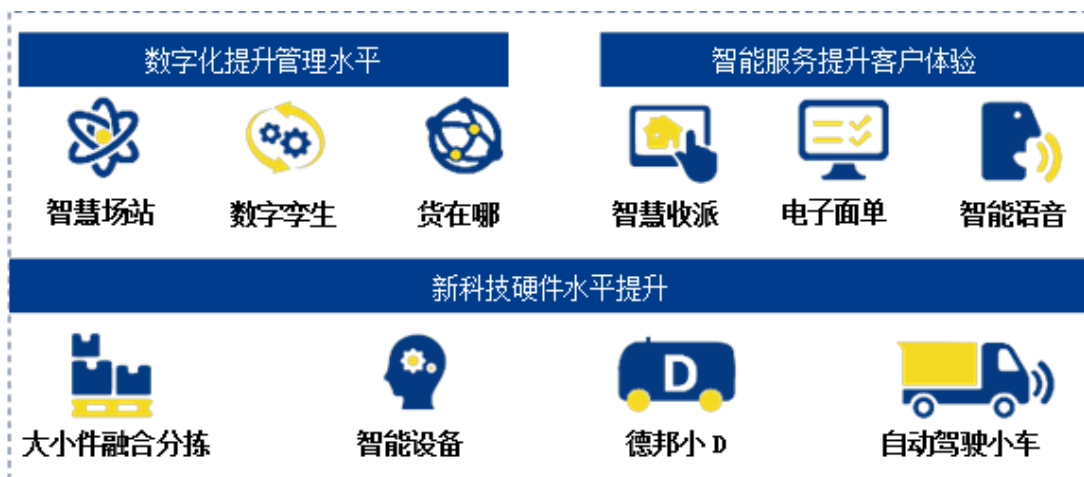 数字化提升管理水平
智能服务提升客户体验
智慧场站
数字孪生
货在哪
智慧收派
电子面单
智能语音
新科技硬件水平提升
D
大小件融合分拣
智能设备
德邦小 D
自动驾驶小车